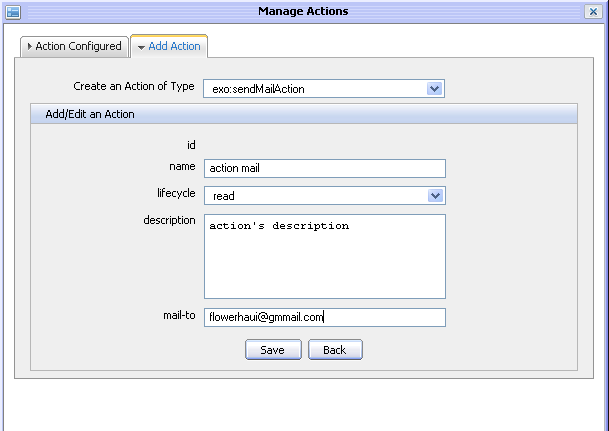 Manage Actions
Action Configured Add Action
Create an Action of Type exo:sendMailAction
Add/Edit an Action
id
name action mail
lifecycle read
description action's description
mail-to flowerhaui@gmmail.com
Save Back